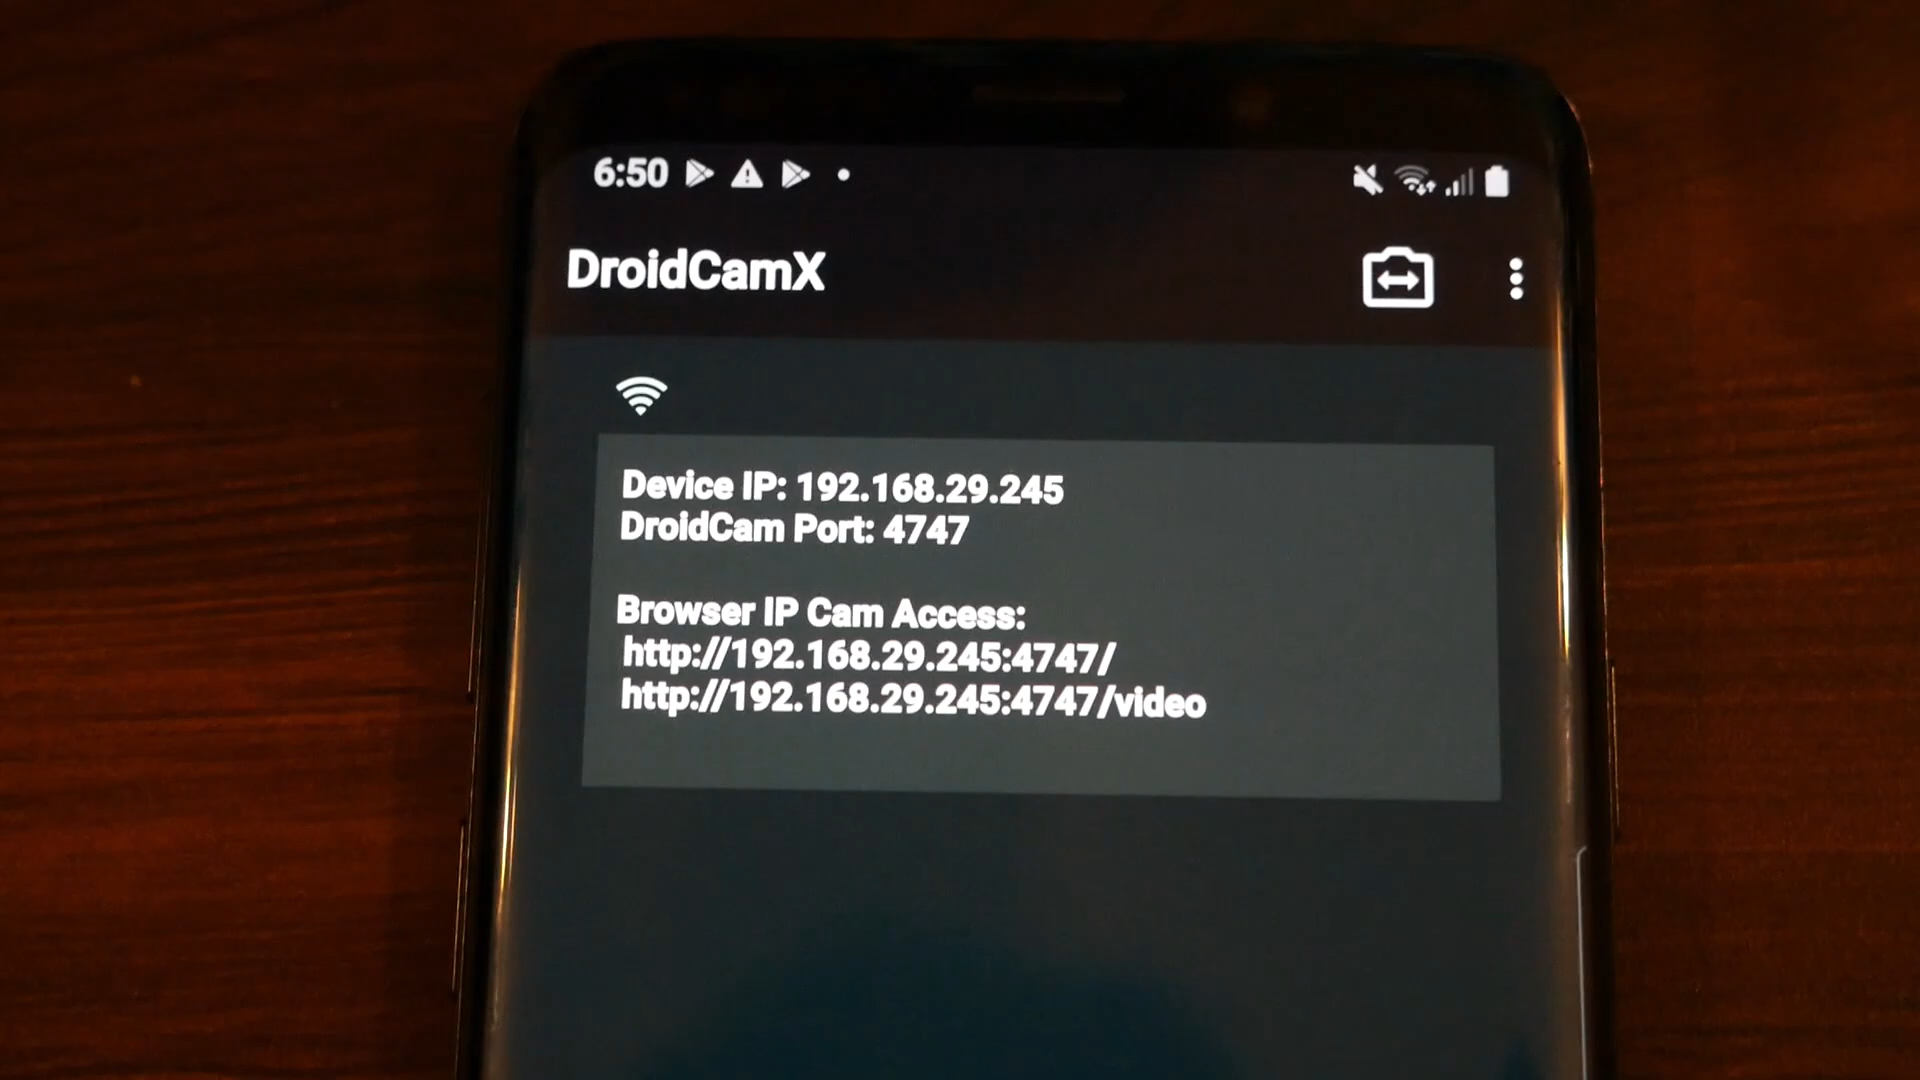 6:50
DroidCamX
Device IP: 192.168.29.245
DroidCam Port: 4747
Browser IP Cam Access:
http://192.168.29.245:4747/
http://192.168.29.245:4747/video